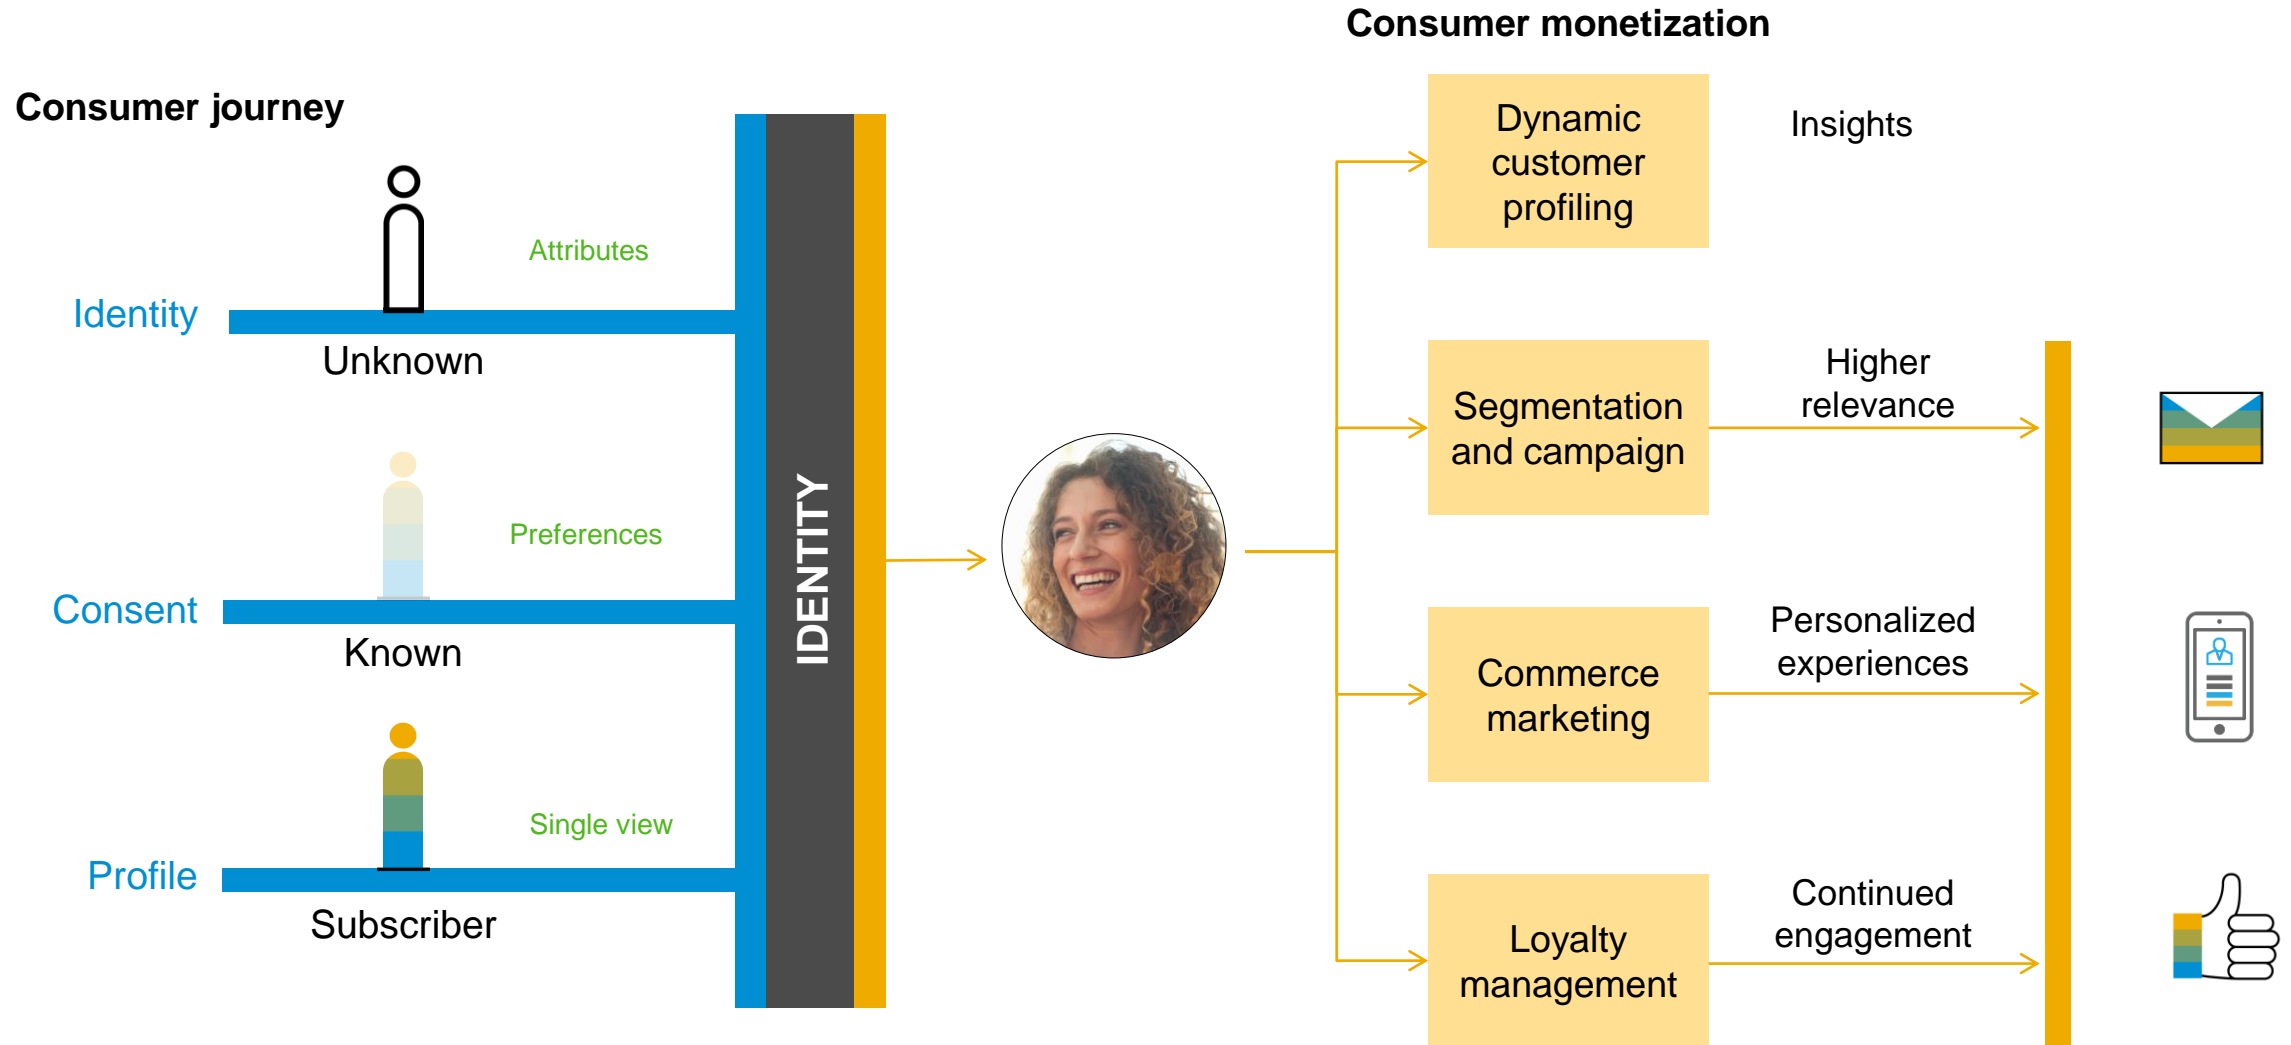 Consumer monetization
Consumer journey
Attributes
Identity
Unknown
Preferences
Consent
Known
Single view
Profile
Subscriber
IDENTITY
Dynamic
customer
profiling
Insights
Segmentation
and campaign
Higher
relevance
Commerce
marketing
Personalized
experiences
Loyalty
management
Continued
engagement